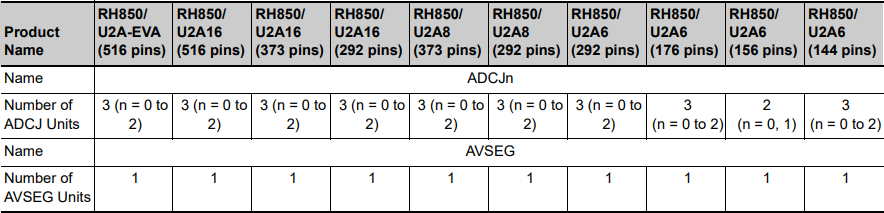 Product Name RH850/ U2A-EVA (516 pins) RH850/ U2A16 (516 pins) RH850/ U2A16 (373 pins) RH850/ U2A16 (292 pins) RH850/ U2A8 (373 pins) RH850/ U2A8 (292 pins) RH850/ U2A6 (292 pins) RH850/ U2A6 (176 pins) RH850/ U2A6 (156 pins) RH850/ U2A6 (144 pins)
Name ADCJn
Number of ADCJ Units 3 (n = 0 to 2) 3 (n = 0 to 2) 3 (n = 0 to 2) 3 (n = 0 to 2) 3 (n = 0 to 2) 3 (n = 0 to 2) 3 (n = 0 to 2) 3 (n = 0 to 2) 2 (n = 0, 1) 3 (n = 0 to 2)
Name AVSEG
Number of AVSEG Units 1 1 1 1 1 1 1 1 1 1